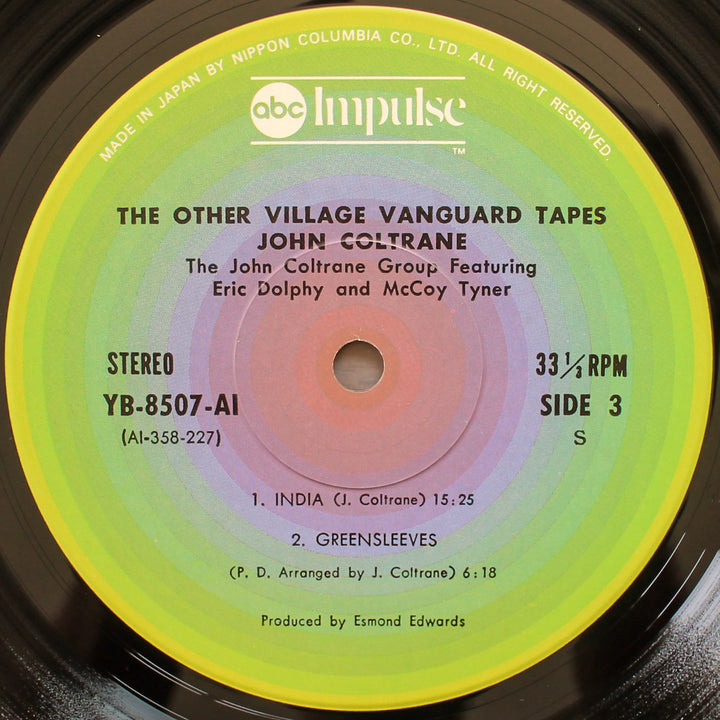 MADE IN JAPAN BY NIPPON COLUMBIA CO., LTD. ALL RIGHT RESERVED.
abc Impulse
TM
THE OTHER VILLAGE VANGUARD TAPES
JOHN COLTRANE
The John Coltrane Group Featuring
Eric Dolphy and McCoy Tyner
STEREO 33 1/3 RPM
YB-8507-AI SIDE 3
(AI-358-227) S
1. INDIA (J. Coltrane) 15:25
2. GREENSLEEVES
(P. D. Arranged by J. Coltrane) 6:18
Produced by Esmond Edwards